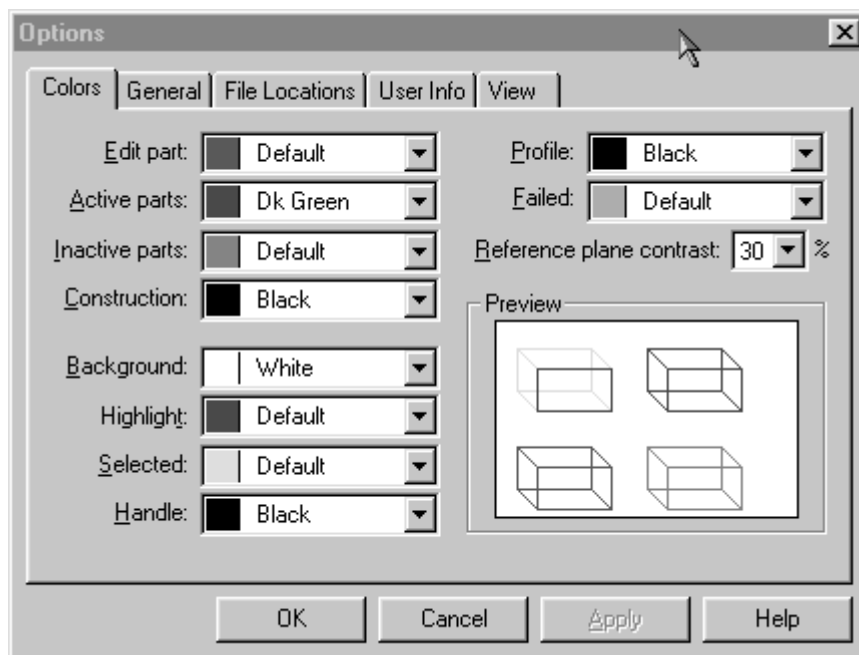 Options
Colors General File Locations User Info View
Edit part: Default
Active parts: Dk Green
Inactive parts: Default
Construction: Black
Background: White
Highlight: Default
Selected: Default
Handle: Black
Profile: Black
Failed: Default
Reference plane contrast: 30 %
Preview
OK Cancel Apply Help